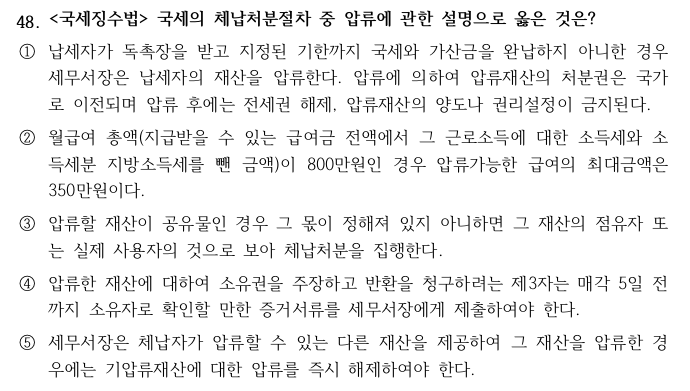 48. <국세징수법> 국세의 체납처분절차 중 압류에 관한 설명으로 옳은 것은?
① 납세자가 독촉장을 받고 지정된 기한까지 국세와 가산금을 완납하지 아니한 경우
세무서장은 납세자의 재산을 압류한다. 압류에 의하여 압류재산의 처분권은 국가
로 이전되며 압류 후에는 전세권 해제, 압류재산의 양도나 권리설정이 금지된다.
② 월급여 총액(지급받을 수 있는 급여금 전액에서 그 근로소득에 대한 소득세와 소
득세분 지방소득세를 뺀 금액)이 800만원인 경우 압류가능한 급여의 최대금액은
350만원이다.
③ 압류할 재산이 공유물인 경우 그 몫이 정해져 있지 아니하면 그 재산의 점유자 또
는 실제 사용자의 것으로 보아 체납처분을 집행한다.
④ 압류한 재산에 대하여 소유권을 주장하고 반환을 청구하려는 제3자는 매각 5일 전
까지 소유자로 확인할 만한 증거서류를 세무서장에게 제출하여야 한다.
⑤ 세무서장은 체납자가 압류할 수 있는 다른 재산을 제공하여 그 재산을 압류한 경
우에는 기압류재산에 대한 압류를 즉시 해제하여야 한다.